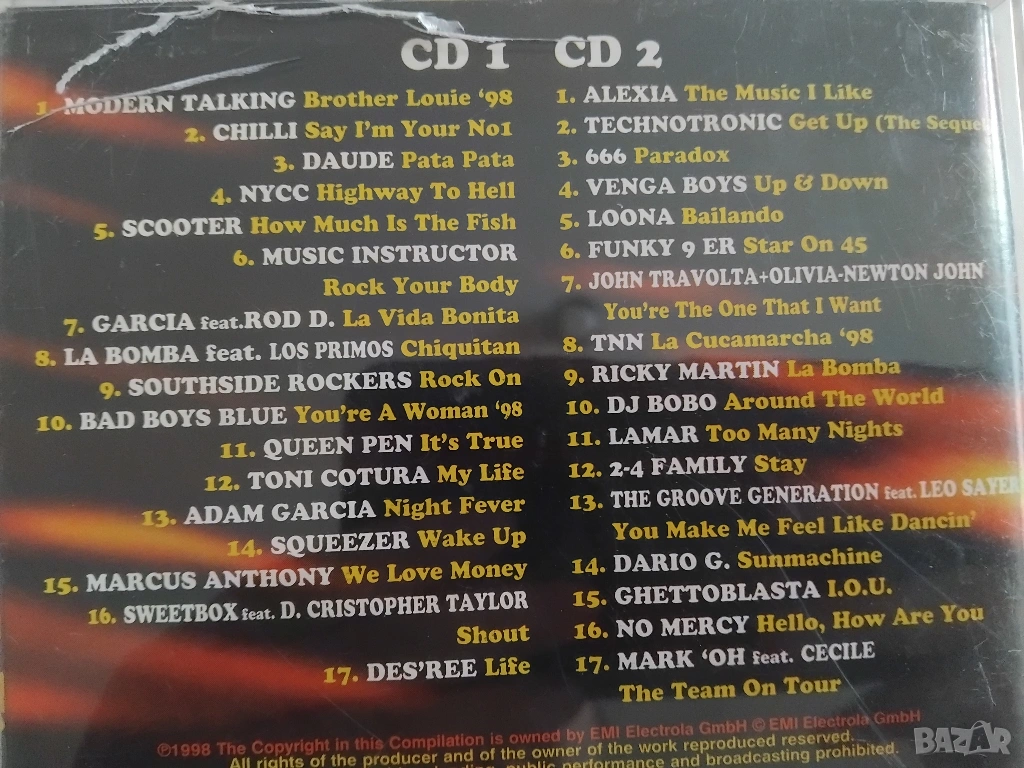 CD 1
1. MODERN TALKING Brother Louie '98
2. CHILLI Say I'm Your No1
3. DAUDE Pata Pata
4. NYCC Highway To Hell
5. SCOOTER How Much Is The Fish
6. MUSIC INSTRUCTOR
Rock Your Body
7. GARCIA feat.ROD D. La Vida Bonita
8. LA BOMBA feat. LOS PRIMOS Chiquitan
9. SOUTHSIDE ROCKERS Rock On
10. BAD BOYS BLUE You're A Woman '98
11. QUEEN PEN It's True
12. TONI COTURA My Life
13. ADAM GARCIA Night Fever
14. SQUEEZER Wake Up
15. MARCUS ANTHONY We Love Money
16. SWEETBOX feat. D. CRISTOPHER TAYLOR
Shout
17. DES'REE Life
CD 2
1. ALEXIA The Music I Like
2. TECHNOTRONIC Get Up (The Seque
3. 666 Paradox
4. VENGA BOYS Up & Down
5. LOONA Bailando
6. FUNKY 9 ER Star On 45
7. JOHN TRAVOLTA+OLIVIA-NEWTON JOHN
You're The One That I Want
8. TNN La Cucamarcha '98
9. RICKY MARTIN La Bomba
10. DJ BOBO Around The World
11. LAMAR Too Many Nights
12. 2-4 FAMILY Stay
13. THE GROOVE GENERATION feat. LEO SAYER
You Make Me Feel Like Dancin'
14. DARIO G. Sunmachine
15. GHETTOBLASTA I.O.U.
16. NO MERCY Hello, How Are You
17. MARK 'OH feat. CECILE
The Team On Tour
℗1998 The Copyright in this Compilation is owned by EMI Electrola GmbH © EMI Electrola GmbH
All rights of the producer and of the owner of the work reproduced reserved.
public performance and broadcasting prohibited.
BAZAR